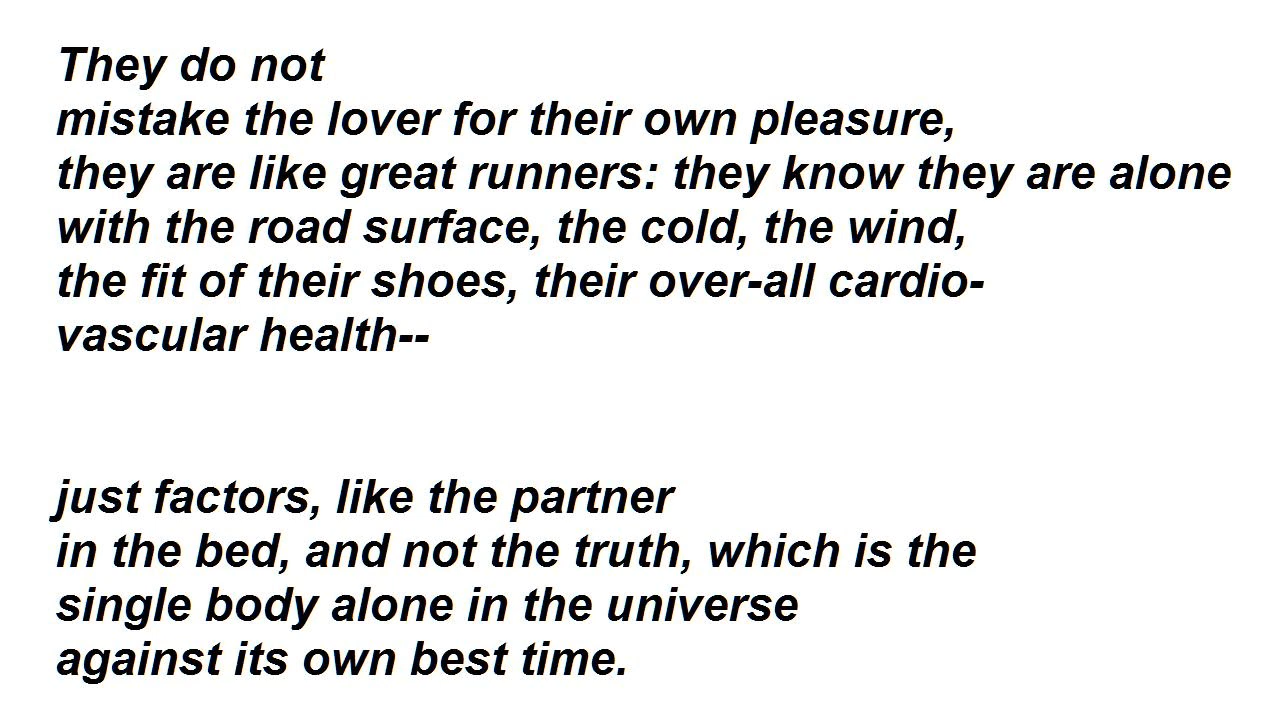 They do not
mistake the lover for their own pleasure,
they are like great runners: they know they are alone
with the road surface, the cold, the wind,
the fit of their shoes, their over-all cardio-
vascular health--
just factors, like the partner
in the bed, and not the truth, which is the
single body alone in the universe
against its own best time.